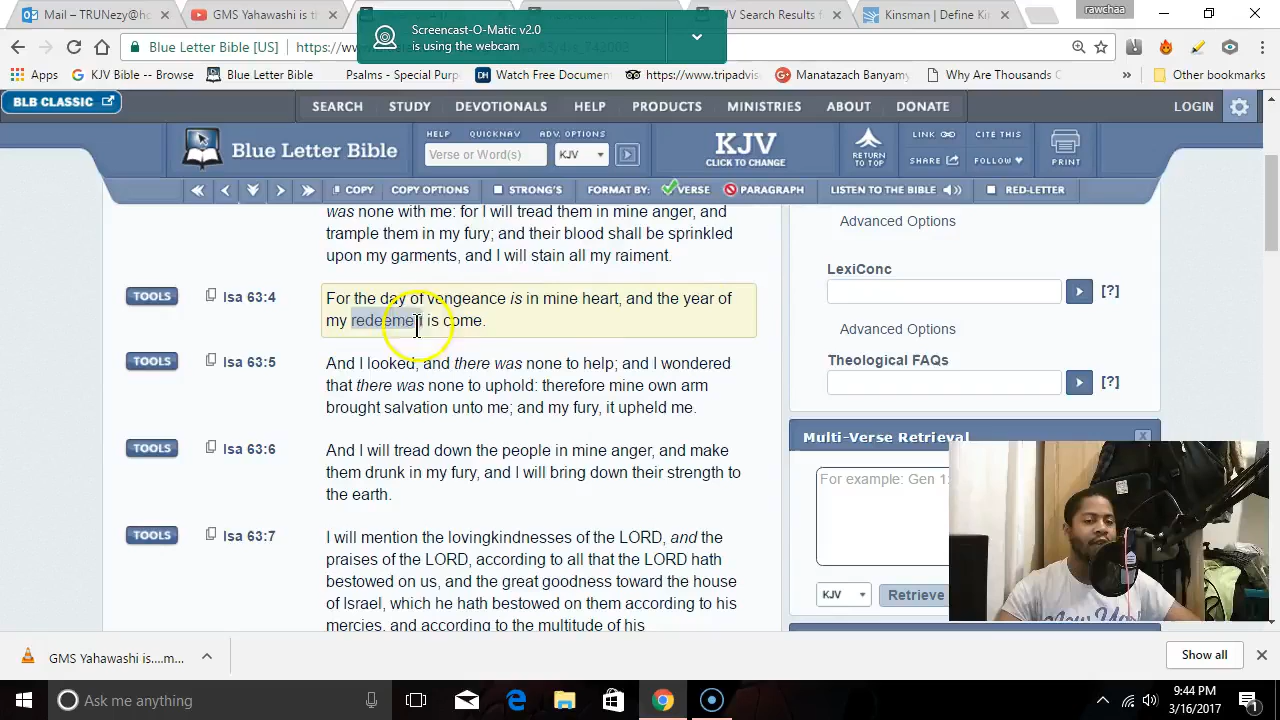 rawchaa
Mail – TRUNezy@ho
GMS Yahawashi is t
JV Search Results f
Kinsman | Define Kin
Screencast-O-Matic v2.0
is using the webcam
Blue Letter Bible [US]
https://ww
Apps
KJV Bible -- Browse
Blue Letter Bible
Psalms - Special Purp
Watch Free Documen
https://www.tripadvis
Manatazach Banyamy
Why Are Thousands
»
Other bookmarks
BLB CLASSIC
SEARCH
STUDY
DEVOTIONALS
HELP
PRODUCTS
MINISTRIES
ABOUT
DONATE
LOGIN
Blue Letter Bible
HELP
QUICKNAV
ADV. OPTIONS
Verse or Word(s)
KJV
KJV
CLICK TO CHANGE
RETURN
TO TOP
LINK
CITE THIS
SHARE
FOLLOW
PRINT
COPY
COPY OPTIONS
STRONG'S
FORMAT BY:
VERSE
PARAGRAPH
LISTEN TO THE BIBLE
RED-LETTER
was none with me: for I will tread them in mine anger, and
trample them in my fury; and their blood shall be sprinkled
upon my garments, and I will stain all my raiment.
TOOLS
Isa 63:4
For the day of vengeance is in mine heart, and the year of
my redeemed is come.
TOOLS
Isa 63:5
And I looked, and there was none to help; and I wondered
that there was none to uphold: therefore mine own arm
brought salvation unto me; and my fury, it upheld me.
TOOLS
Isa 63:6
And I will tread down the people in mine anger, and make
them drunk in my fury, and I will bring down their strength to
the earth.
TOOLS
Isa 63:7
I will mention the lovingkindnesses of the LORD, and the
praises of the LORD, according to all that the LORD hath
bestowed on us, and the great goodness toward the house
of Israel, which he hath bestowed on them according to his
mercies, and according to the multitude of his
Advanced Options
LexiConc
[?]
Advanced Options
Theological FAQs
[?]
Multi-Verse Retrieval
x
For example: Gen 1:
KJV
Retrieve
New York
GMS Yahawashi is....m...
Show all
Ask me anything
9:44 PM
3/16/2017
1